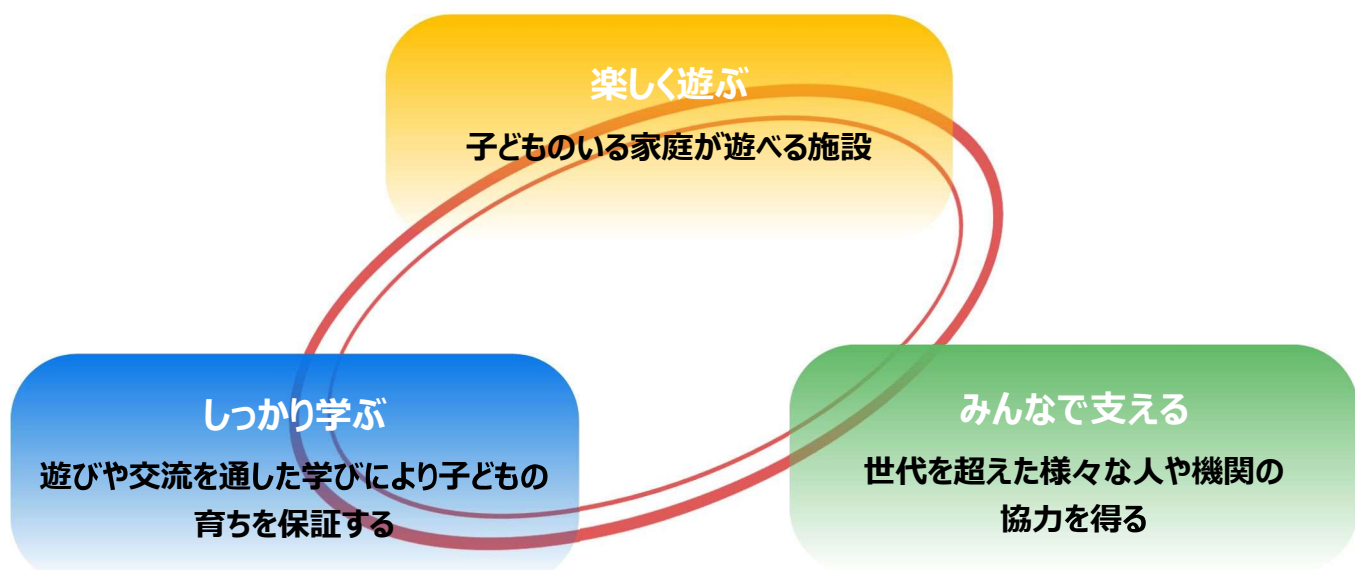 楽しく遊ぶ
子どものいる家庭が遊べる施設
しっかり学ぶ
遊びや交流を通した学びにより子どもの
育ちを保証する
みんなで支える
世代を超えた様々な人や機関の
協力を得る